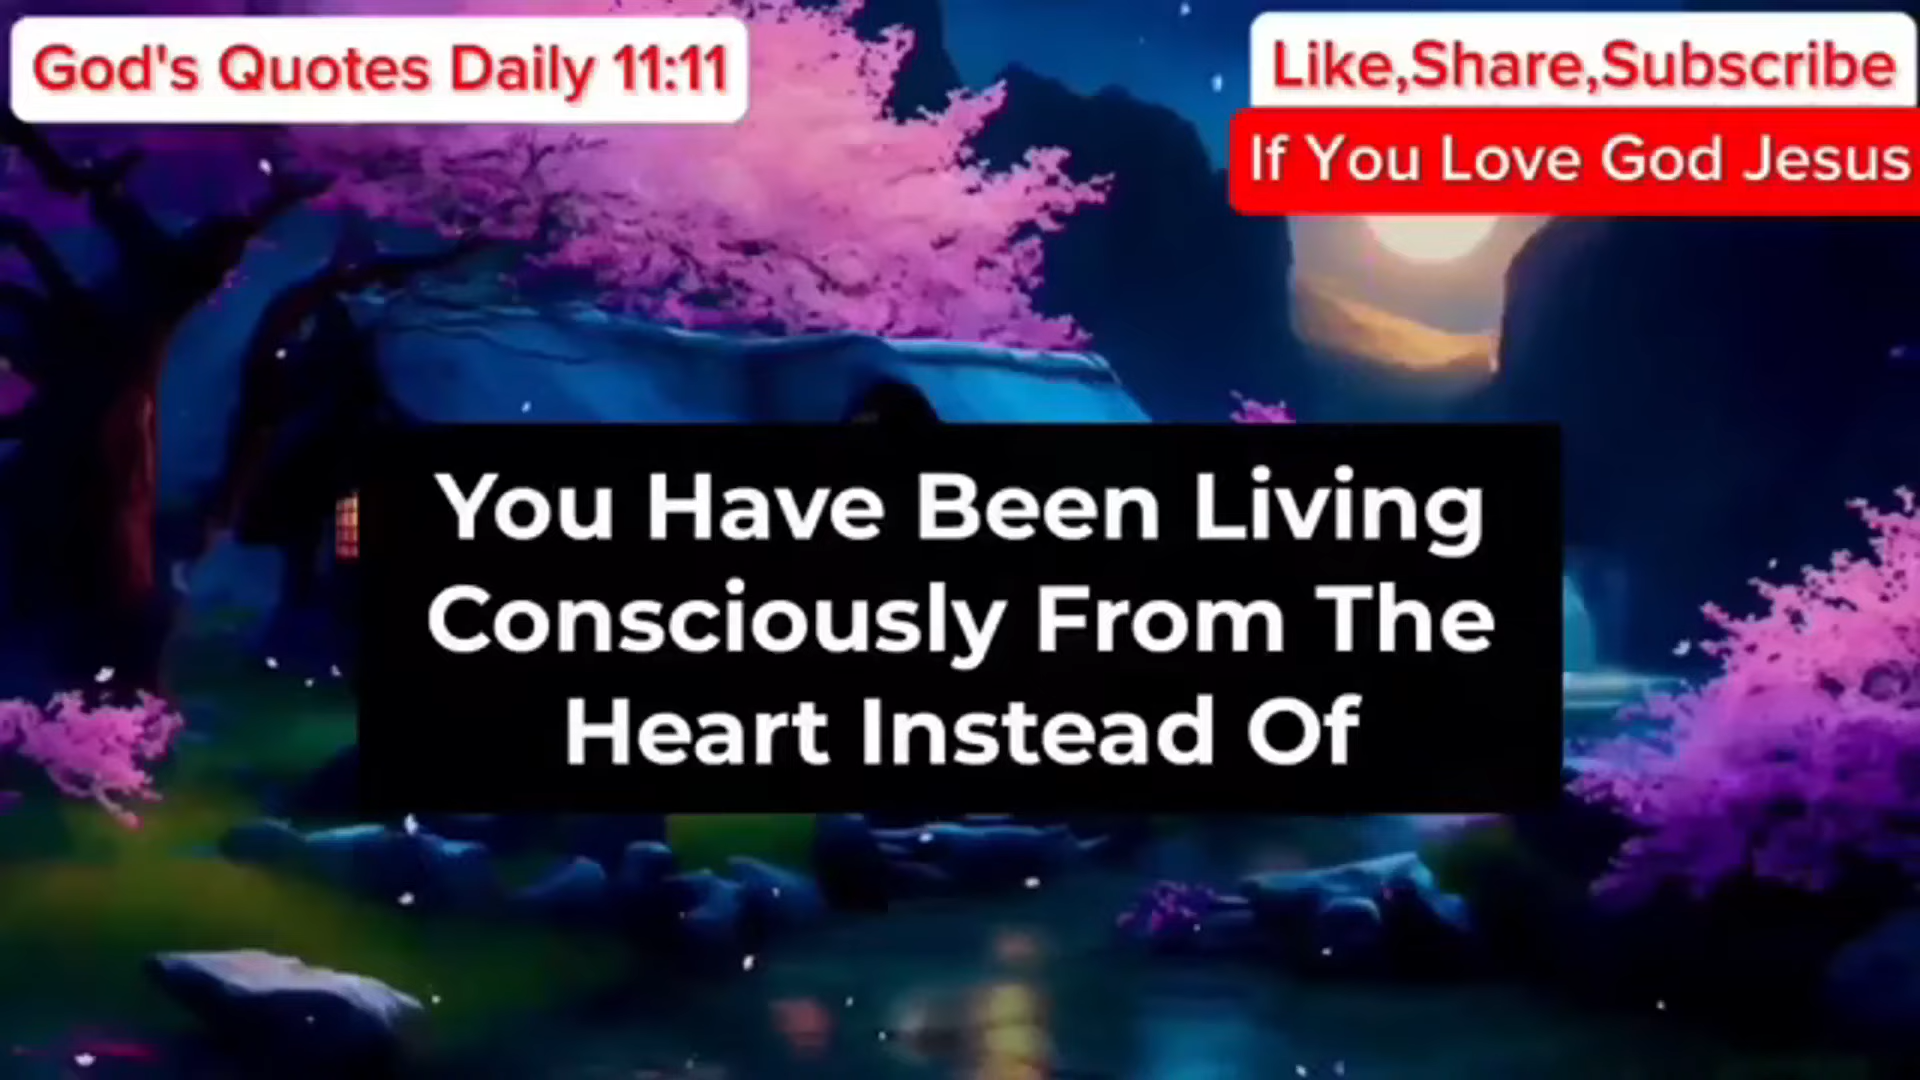 God's Quotes Daily 11:11
Like,Share,Subscribe
If You Love God Jesus
You Have Been Living
Consciously From The
Heart Instead Of